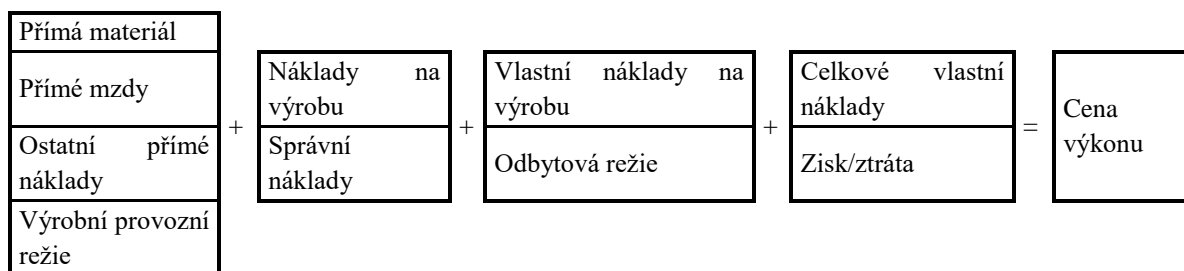 Přímá materiál
Přímé mzdy
Ostatní přímé
náklady
Výrobní provozní
režie
+
Náklady na
výrobu
Správní
náklady
+
Vlastní náklady na
výrobu
Odbytová režie
+
Celkové vlastní
náklady
Zisk/ztráta
=
Cena
výkonu